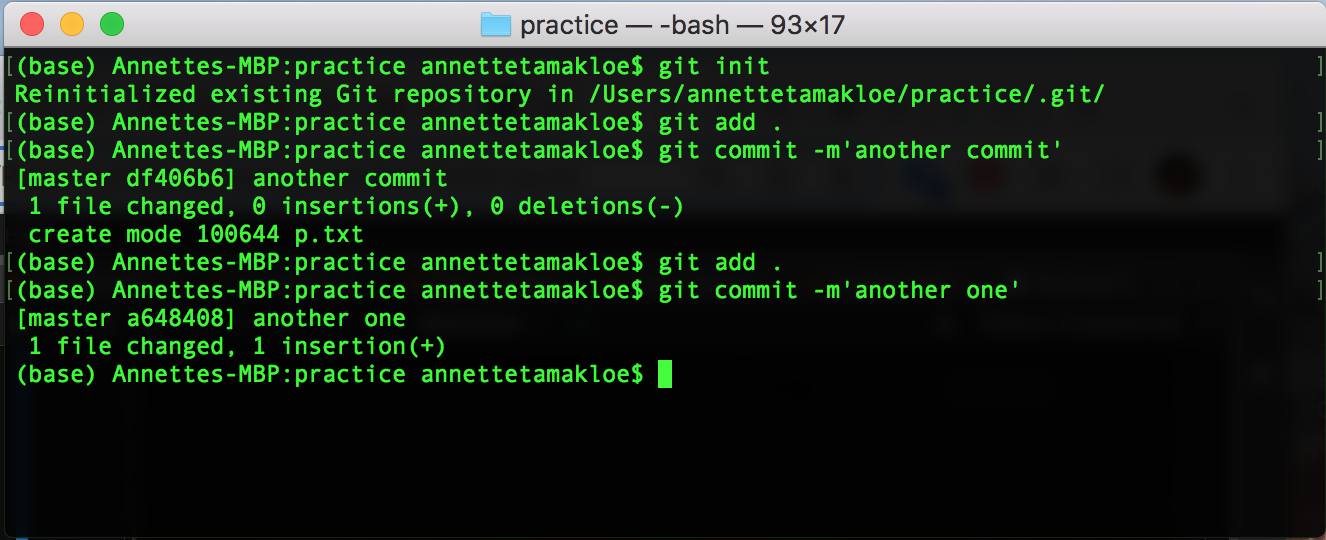 practice — -bash — 93×17
[(base) Annettes-MBP:practice annettetamakloe$ git init ]
Reinitialized existing Git repository in /Users/annettetamakloe/practice/.git/
[(base) Annettes-MBP:practice annettetamakloe$ git add . ]
[(base) Annettes-MBP:practice annettetamakloe$ git commit -m'another commit' ]
[master df406b6] another commit
 1 file changed, 0 insertions(+), 0 deletions(-)
 create mode 100644 p.txt
[(base) Annettes-MBP:practice annettetamakloe$ git add . ]
[(base) Annettes-MBP:practice annettetamakloe$ git commit -m'another one' ]
[master a648408] another one
 1 file changed, 1 insertion(+)
(base) Annettes-MBP:practice annettetamakloe$